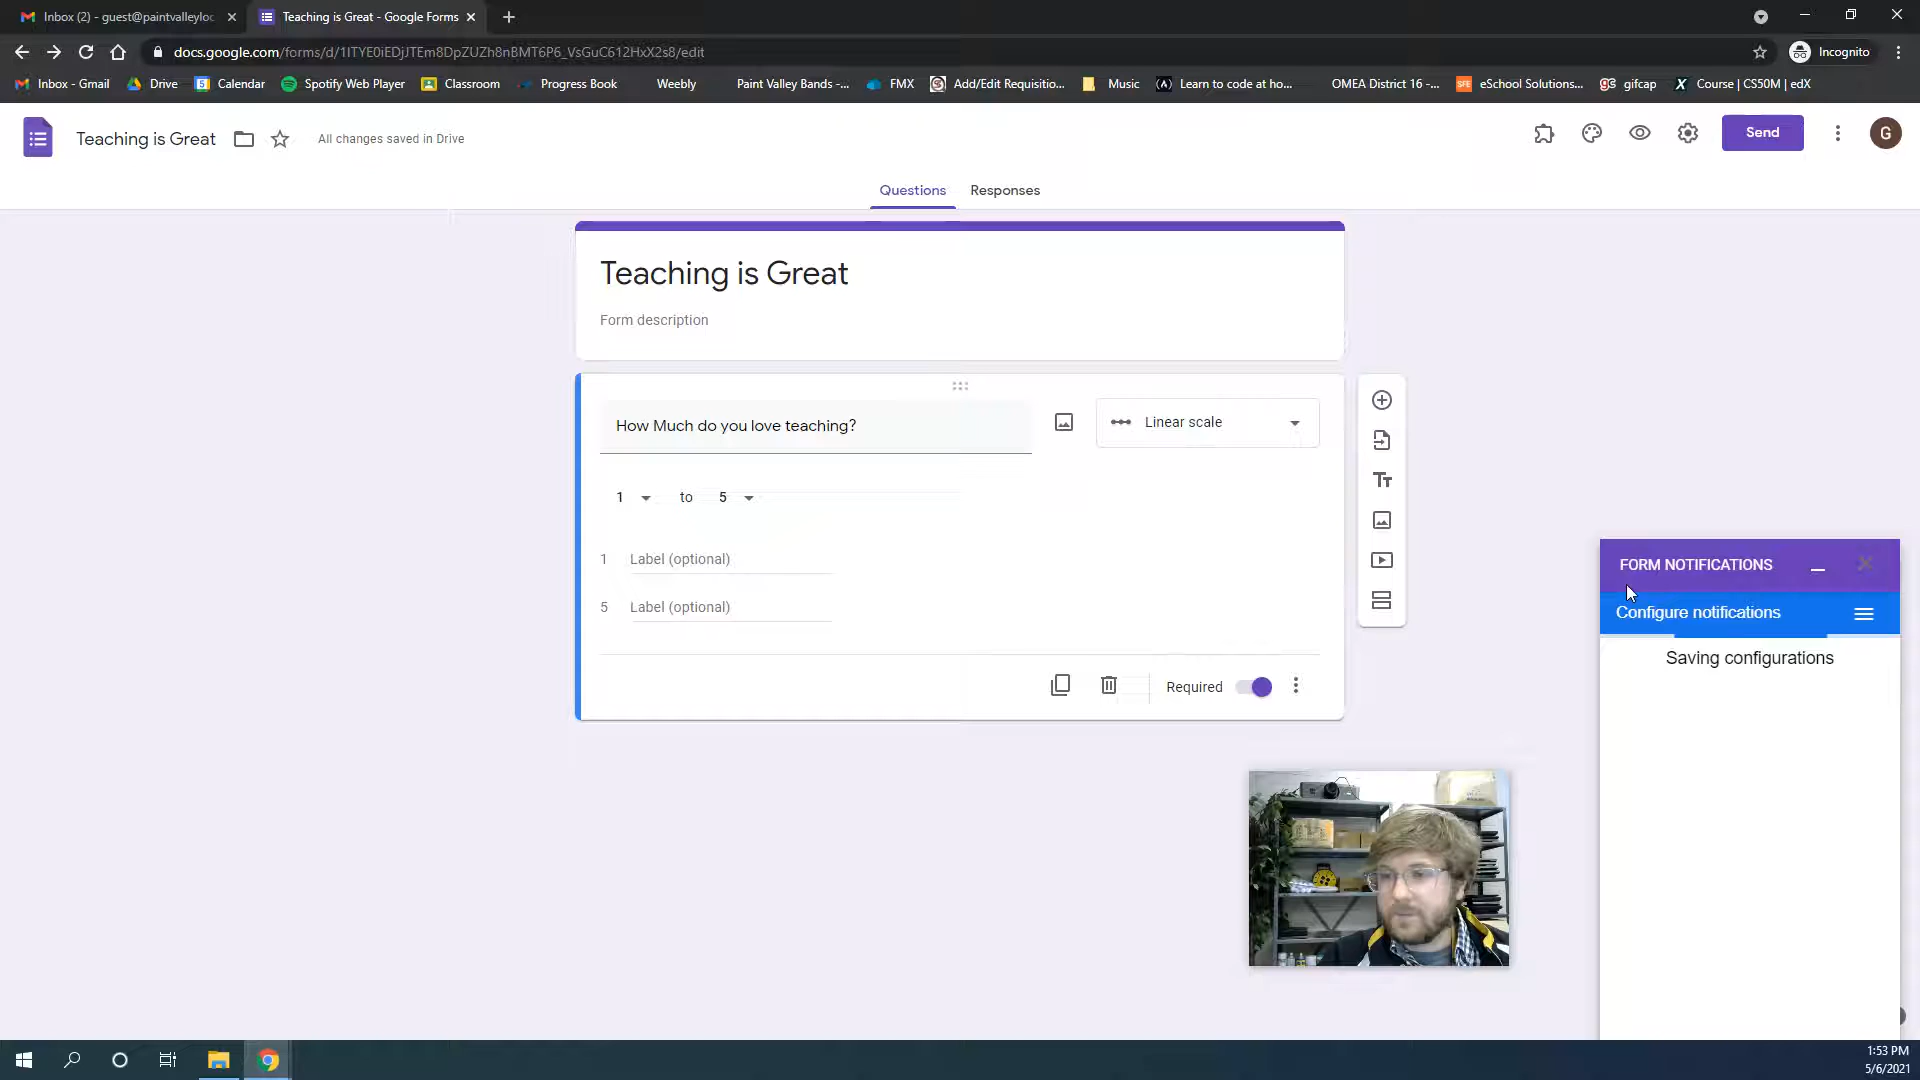 Inbox (2) - guest@paintvalleyloc
Teaching is Great - Google Forms
docs.google.com/forms/d/1ITYE0iEDjJTEm8DpZUZh8nBMT6P6_VsGuC612HxX2s8/edit
Incognito
Inbox - Gmail
Drive
Calendar
Spotify Web Player
Classroom
Progress Book
Weekly
Paint Valley Bands -...
FMX
Add/Edit Requisitio...
Music
Learn to code at ho...
OMEA District 16 -...
eSchool Solutions...
gifcap
Course | CS50M | edX
Teaching is Great
All changes saved in Drive
Send
G
Questions
Responses
Teaching is Great
Form description
How Much do you love teaching?
Linear scale
1 to 5
1 Label (optional)
5 Label (optional)
Required
FORM NOTIFICATIONS
Configure notifications
Saving configurations
1:53 PM
5/6/2021